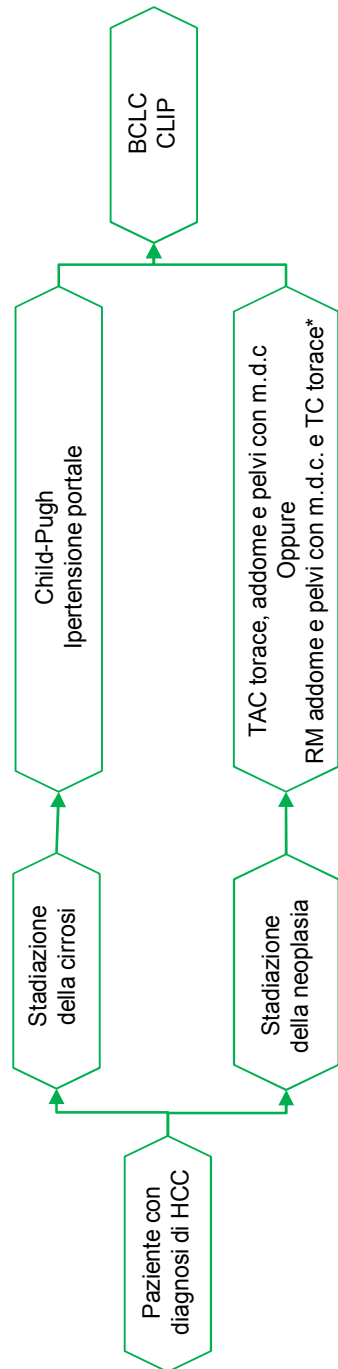 Paziente con
diagnosi di HCC
Stadiazione
della cirrosi
Child-Pugh
Ipertensione portale
Stadiazione
della neoplasia
TAC torace, addome e pelvi con m.d.c
Oppure
RM addome e pelvi con m.d.c. e TC torace*
BCLC
CLIP